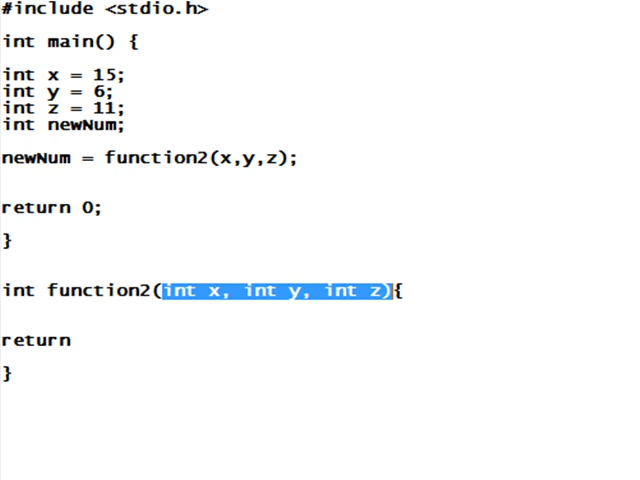 #include <stdio.h>
int main() {
int x = 15;
int y = 6;
int z = 11;
int newNum;
newNum = function2(x,y,z);
return 0;
}
int function2(int x, int y, int z){
return
}